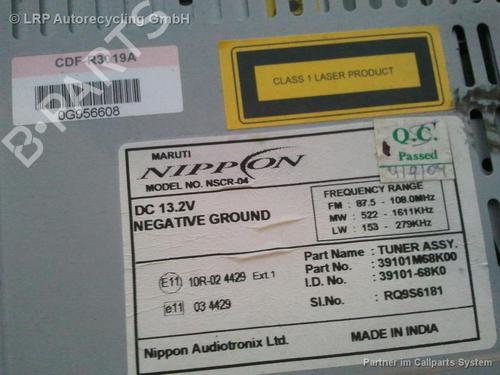 LRP Autorecycling GmbH
CDF-R3019A
0G956608
B-PARTS
CLASS 1 LASER PRODUCT
MARUTI
NIPPON
MODEL NO. NSCR-04
Q.C.
Passed
DC 13.2V
NEGATIVE GROUND
FREQUENCY RANGE
FM : 87.5 - 108.0MHz
MW : 522 - 1611KHz
LW : 153 - 279KHz
E11 10R-02 4429 Ext.1
e11 03 4429
Part Name : TUNER ASSY.
Part No. : 39101M68K00
I.D. No. : 39101-68K0
Sl.No. : RQ9S6181
Nippon Audiotronix Ltd.
MADE IN INDIA
Partner im Callparts System